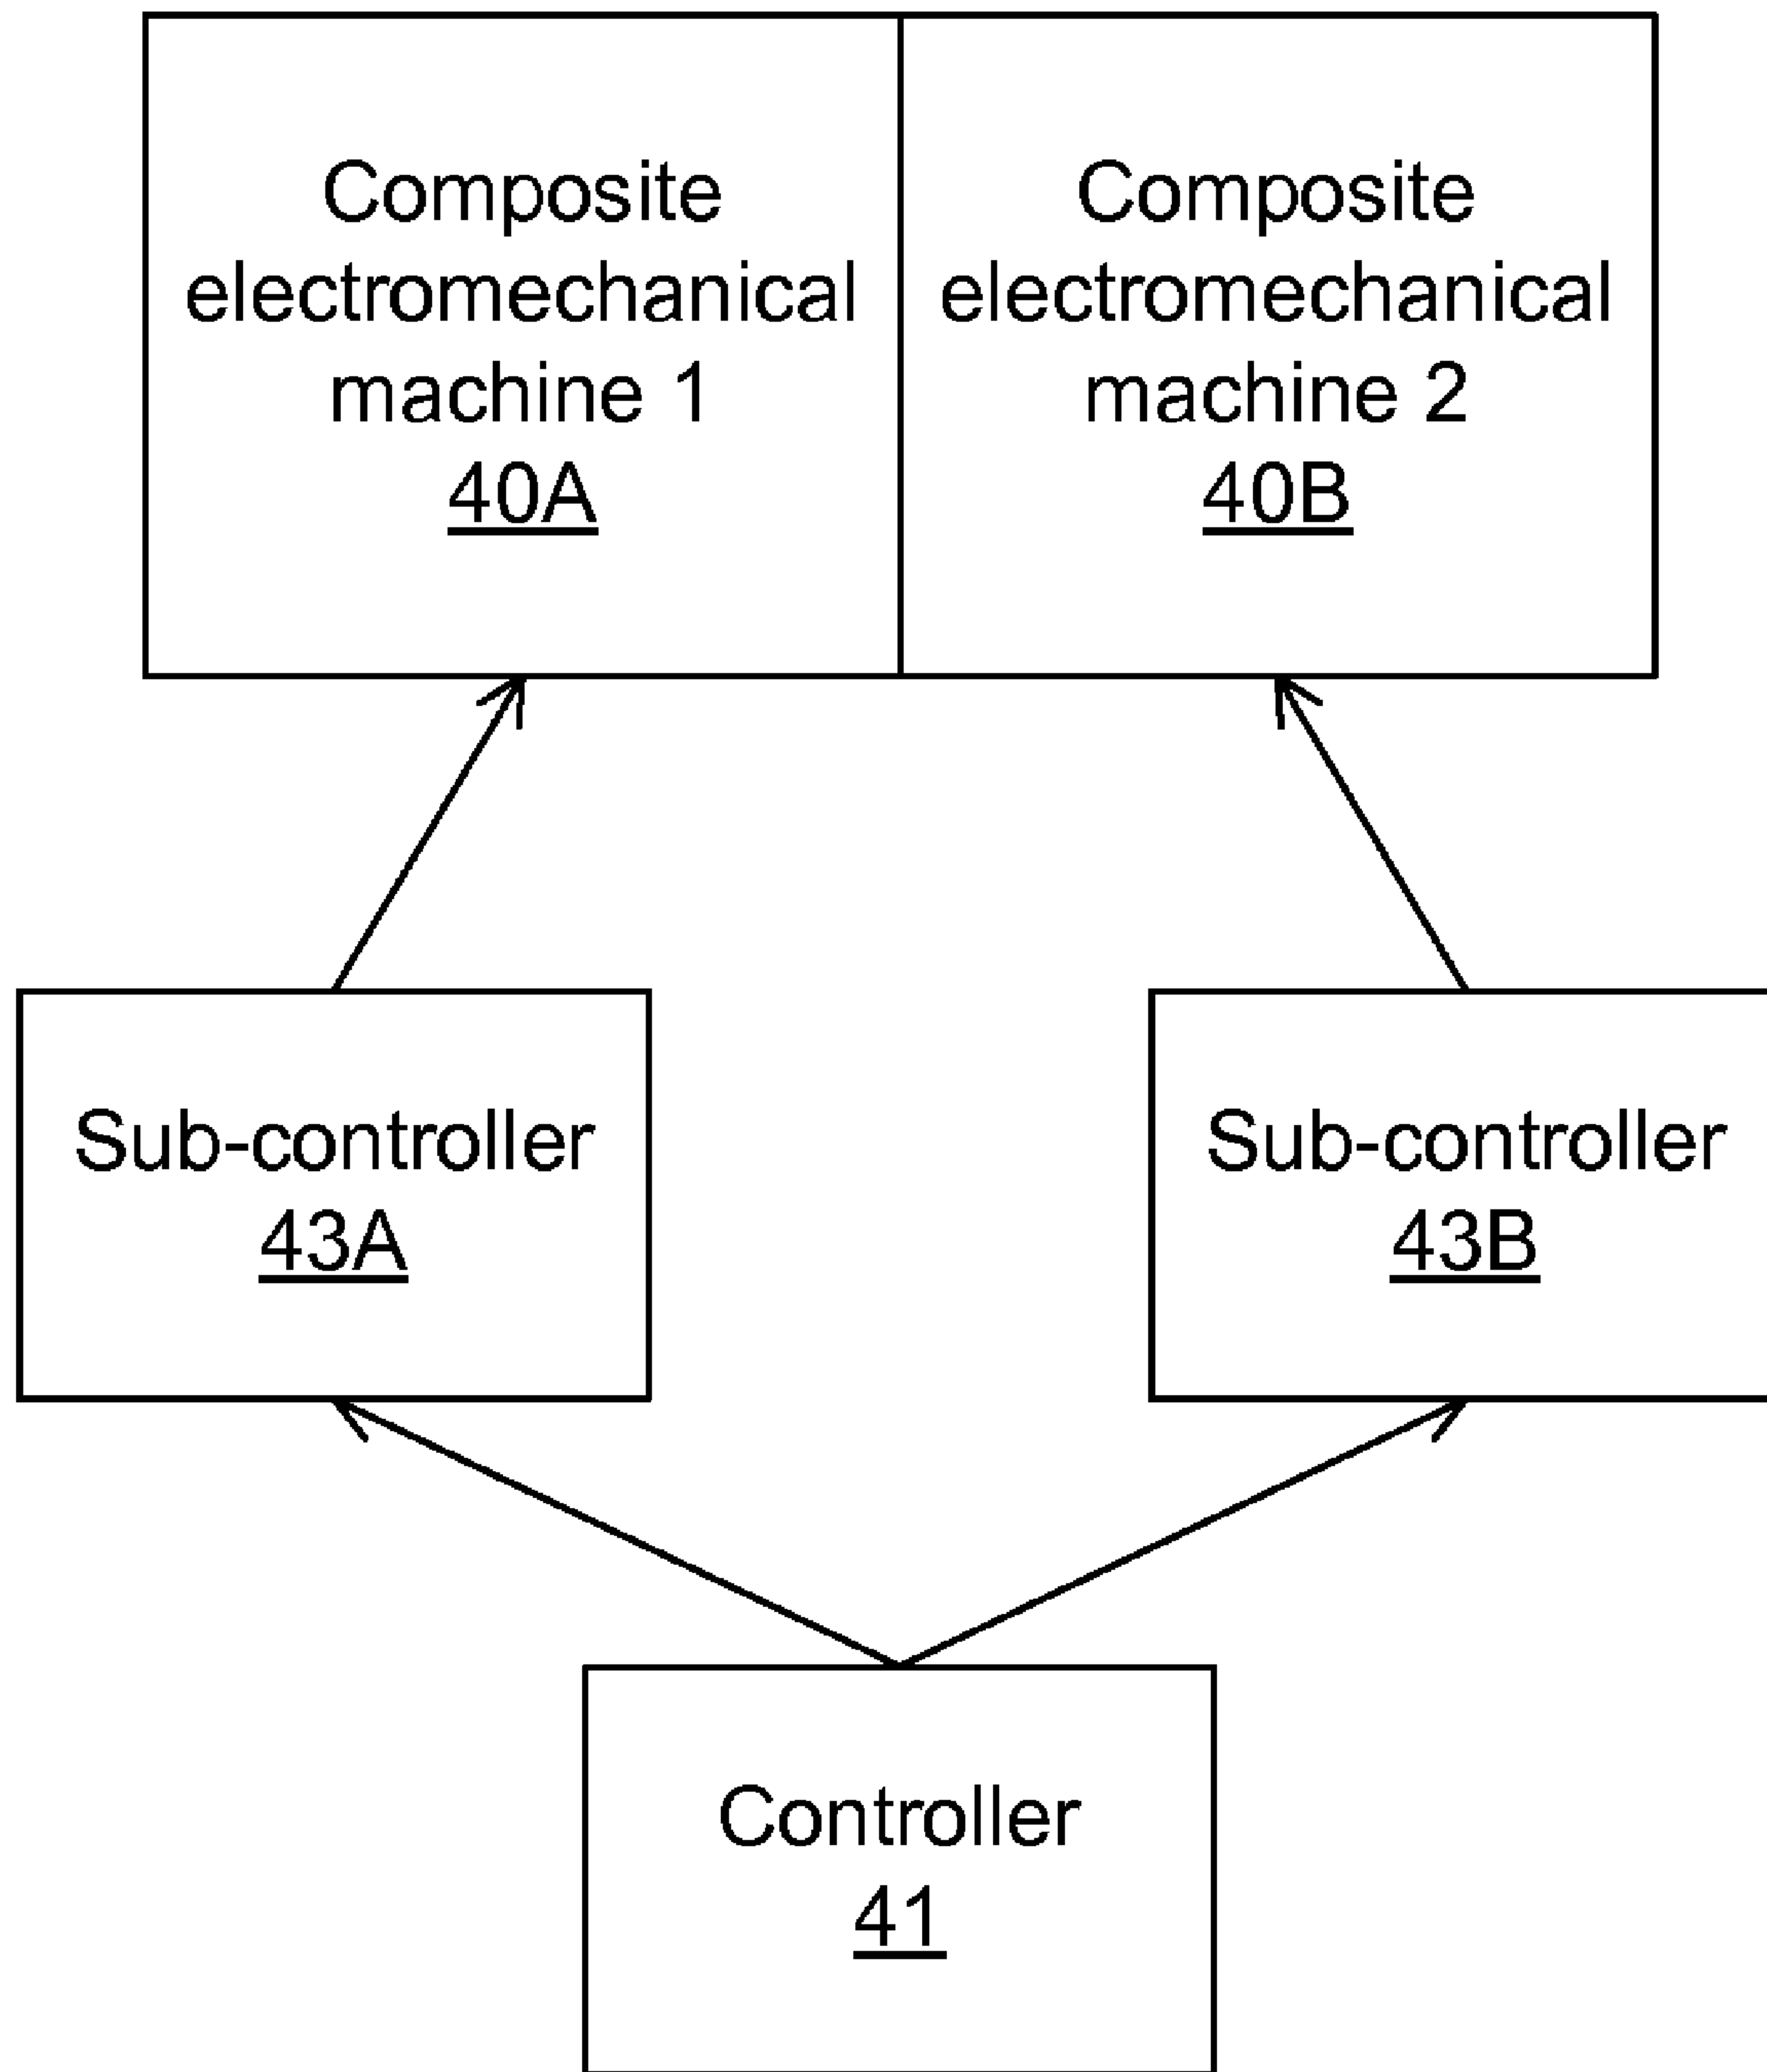 Composite
electromechanical
machine 1
40A
Composite
electromechanical
machine 2
40B
Sub-controller
43A
Sub-controller
43B
Controller
41